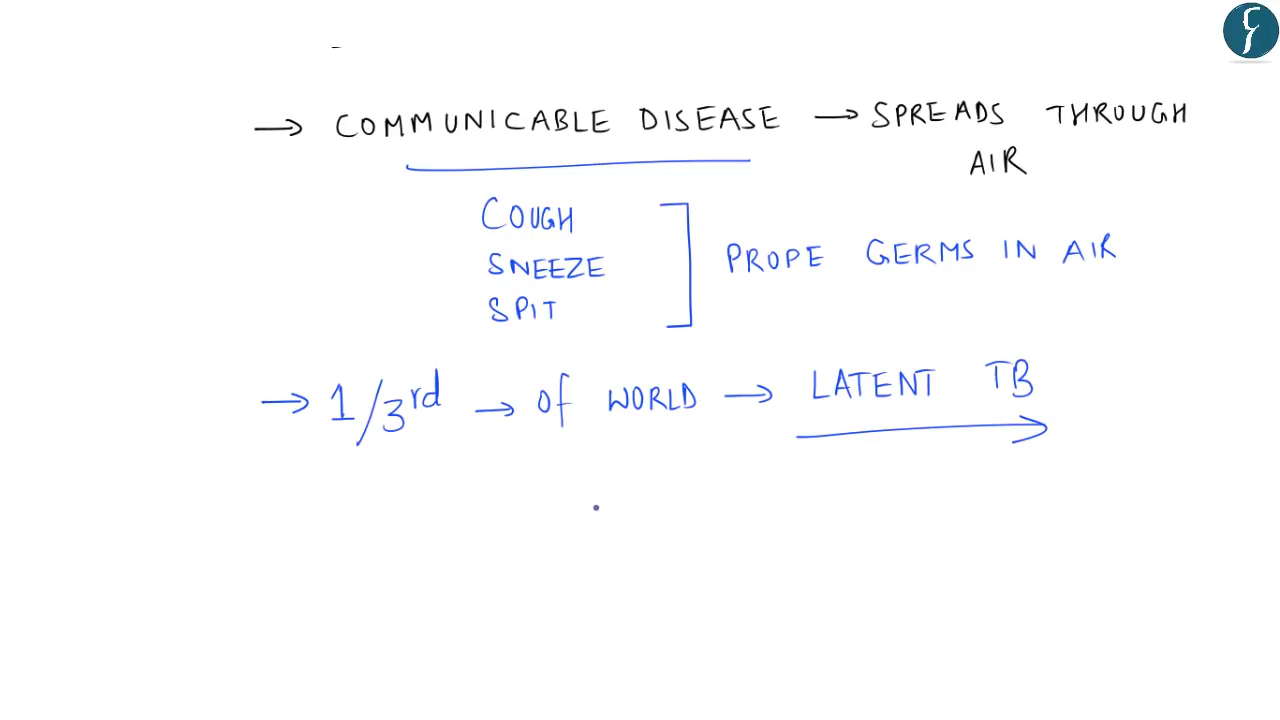 → COMMUNICABLE DISEASE → SPREADS THROUGH
AIR
COUGH
SNEEZE
SPIT
PROPE GERMS IN AIR
→ 1/3rd → Of WORLD → LATENT TB